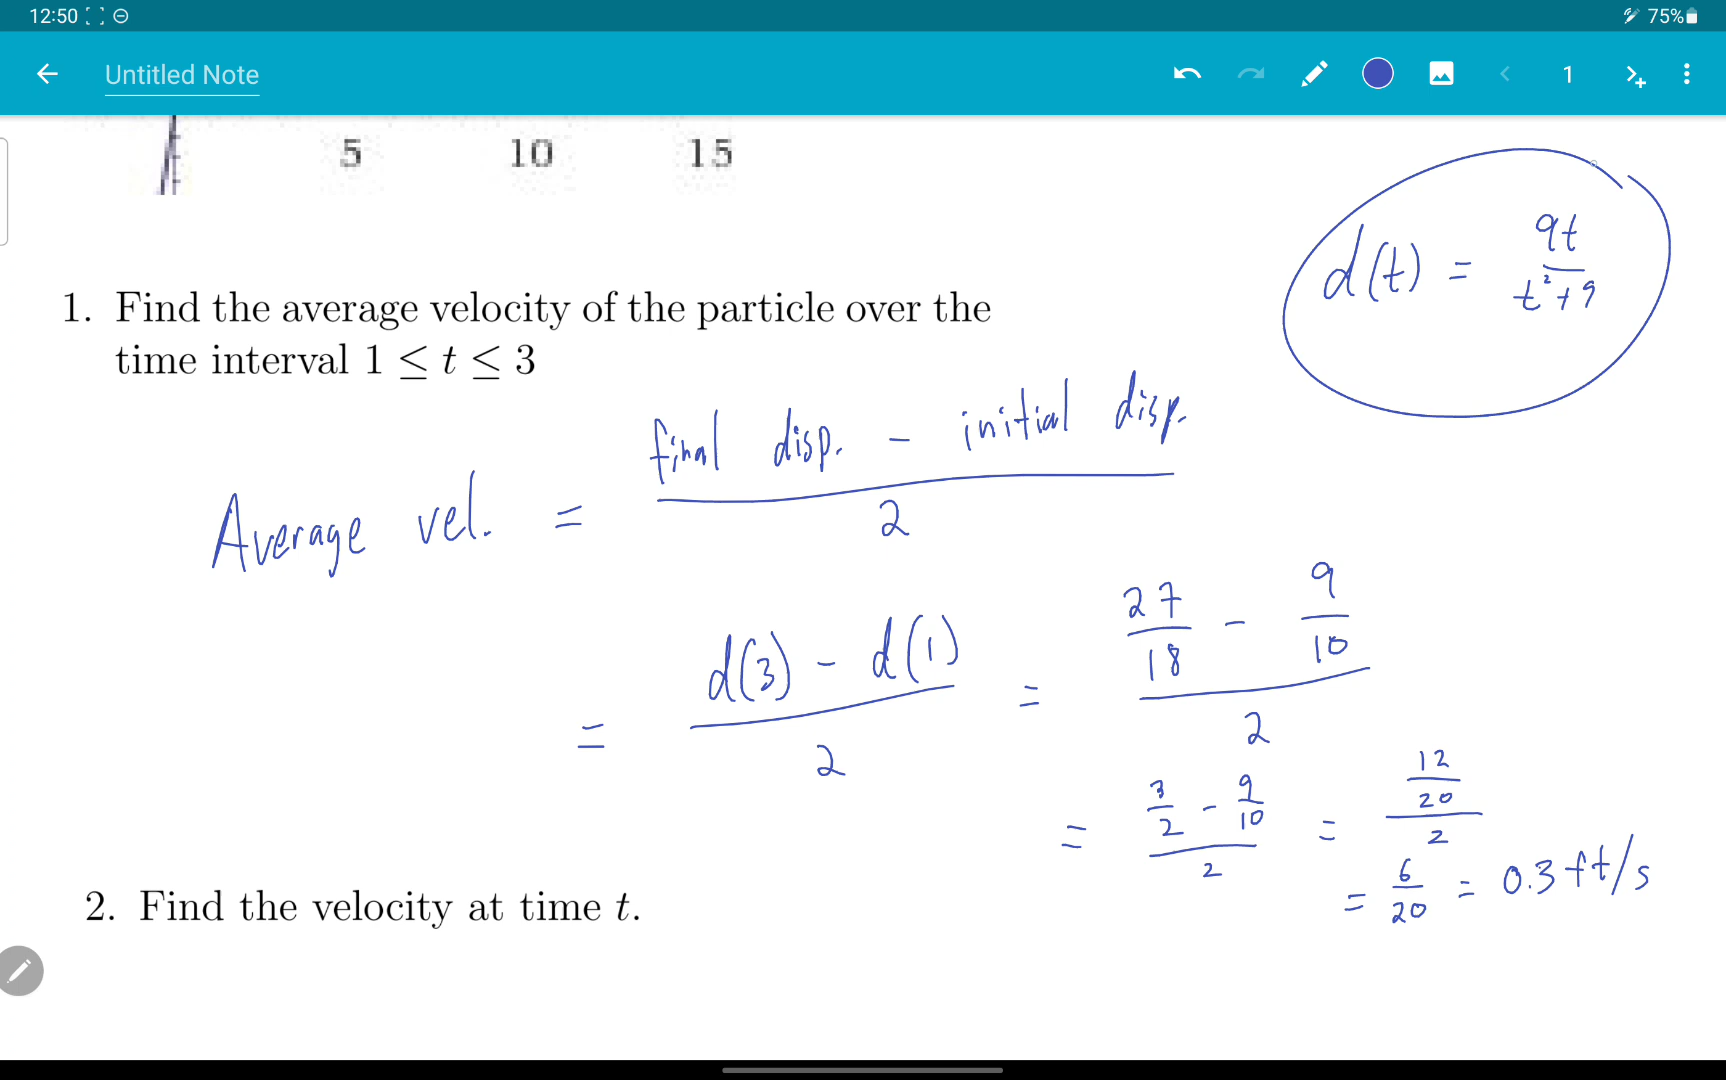 12:50 75%
Untitled Note 1
5 10 15
d(t) = 9t / t²+9
1. Find the average velocity of the particle over the
time interval 1 ≤ t ≤ 3
Average vel. = final disp. - initial disp. / 2
= d(3) - d(1) / 2 = 27/18 - 9/10 / 2
= 3/2 - 9/10 / 2 = 12/20 / 2
= 6/20 = 0.3 ft/s
2. Find the velocity at time t.